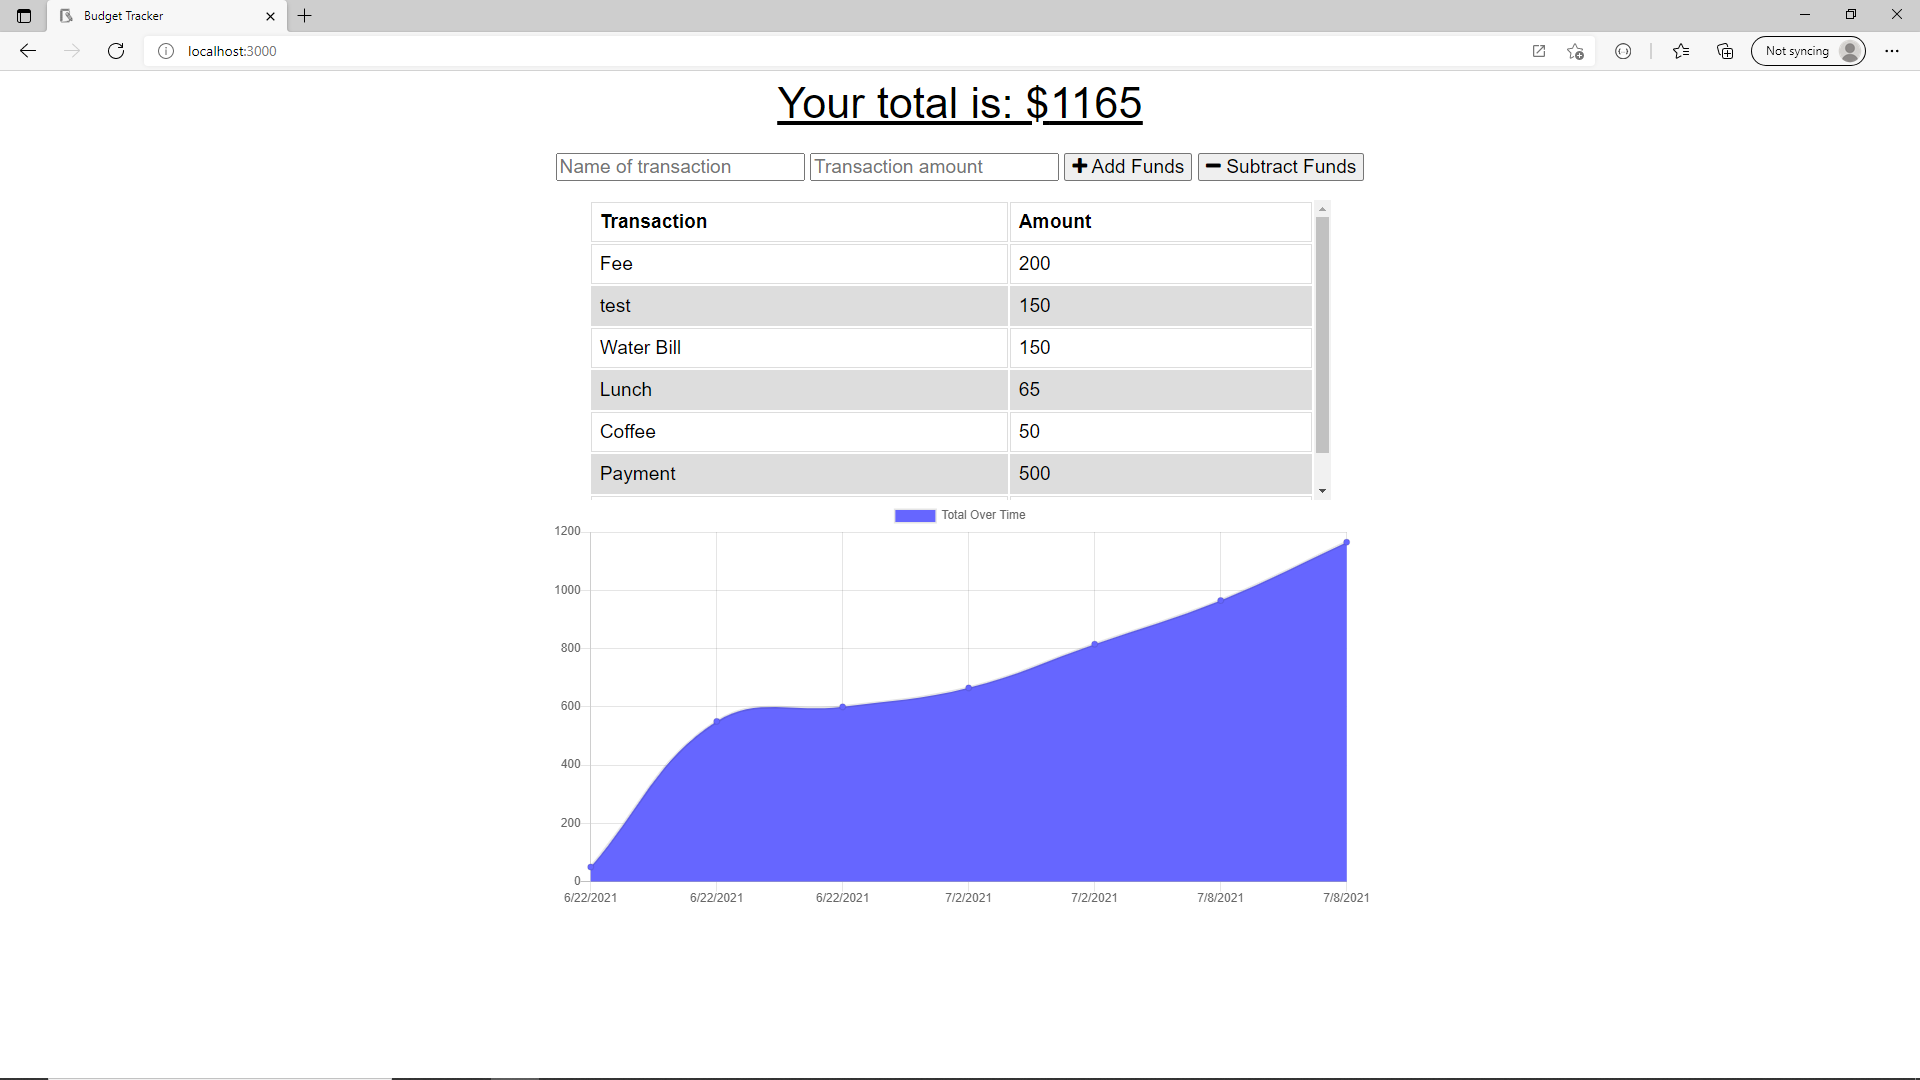 Budget Tracker
localhost:3000
Not syncing
Your total is: $1165
Name of transaction Transaction amount Add Funds Subtract Funds
Transaction Amount
Fee 200
test 150
Water Bill 150
Lunch 65
Coffee 50
Payment 500
Total Over Time
1200
1000
800
600
400
200
0
6/22/2021 6/22/2021 6/22/2021 7/2/2021 7/2/2021 7/8/2021 7/8/2021